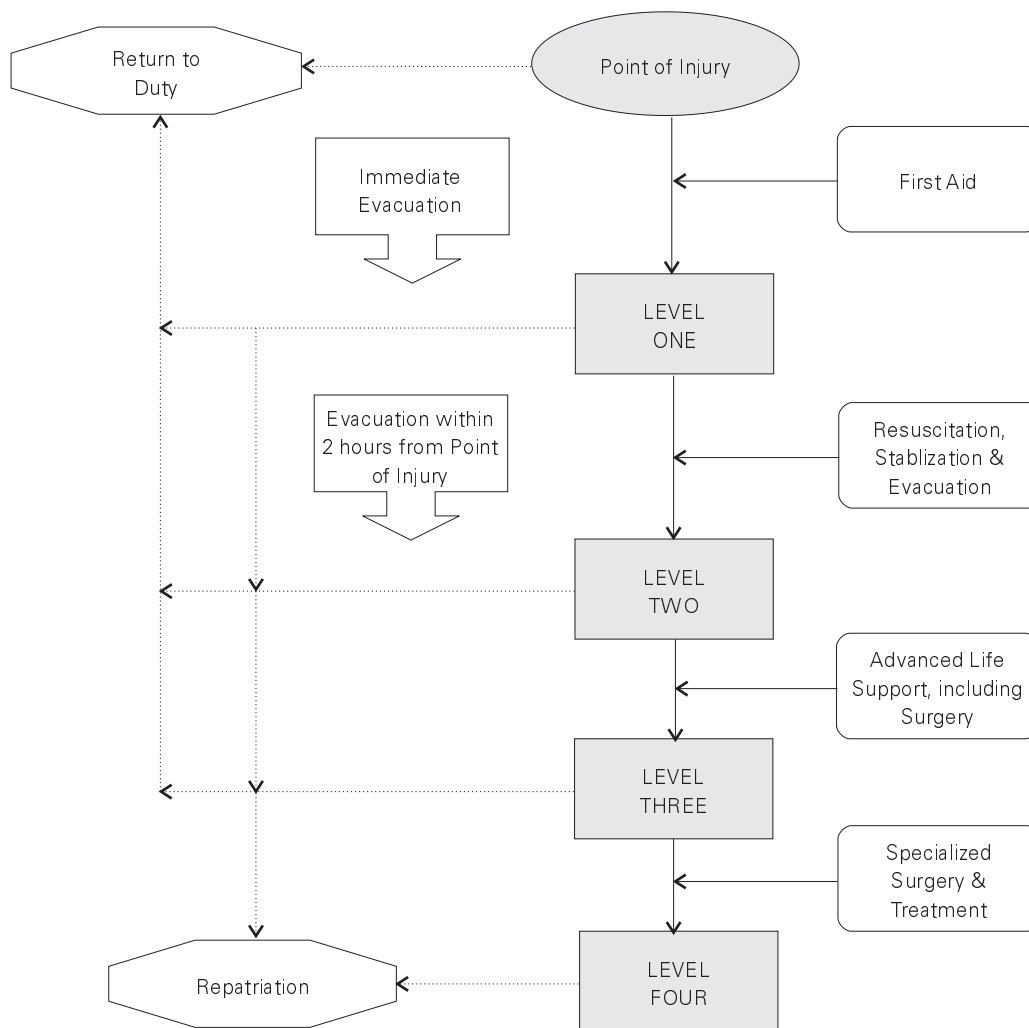 Return to
Duty
Point of Injury
Immediate
Evacuation
First Aid
LEVEL
ONE
Evacuation within
2 hours from Point
of Injury
Resuscitation,
Stablization &
Evacuation
LEVEL
TWO
Advanced Life
Support, including
Surgery
LEVEL
THREE
Specialized
Surgery &
Treatment
LEVEL
FOUR
Repatriation